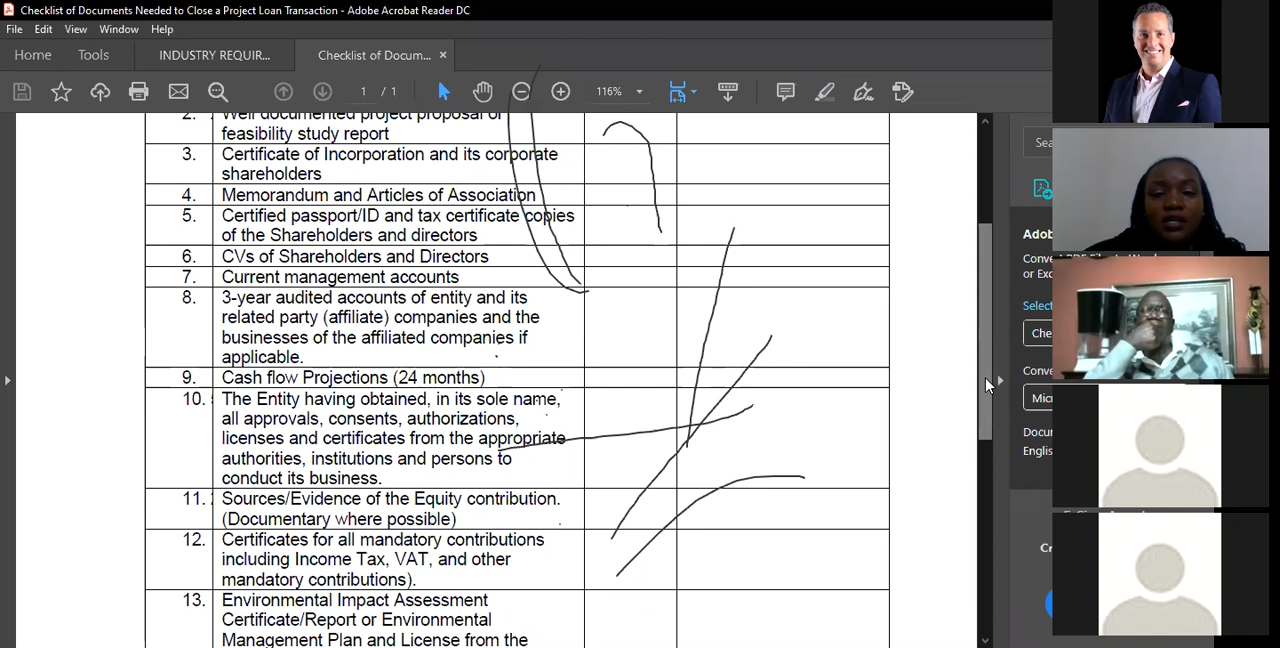 Checklist of Documents Needed to Close a Project Loan Transaction - Adobe Acrobat Reader DC
File Edit View Window Help
Home Tools INDUSTRY REQUIR... Checklist of Docum... ×
1 / 1 116%
2. Well documented project proposal or
feasibility study report
3. Certificate of Incorporation and its corporate
shareholders
4. Memorandum and Articles of Association
5. Certified passport/ID and tax certificate copies
of the Shareholders and directors
6. CVs of Shareholders and Directors
7. Current management accounts
8. 3-year audited accounts of entity and its
related party (affiliate) companies and the
businesses of the affiliated companies if
applicable.
9. Cash flow Projections (24 months)
10. The Entity having obtained, in its sole name,
all approvals, consents, authorizations,
licenses and certificates from the appropriate
authorities, institutions and persons to
conduct its business.
11. Sources/Evidence of the Equity contribution.
(Documentary where possible)
12. Certificates for all mandatory contributions
including Income Tax, VAT, and other
mandatory contributions).
13. Environmental Impact Assessment
Certificate/Report or Environmental
Management Plan and License from the
Sea
Adob
Conve
or Exc
Select
Che
Conve
Micr
Docu
English
Cr